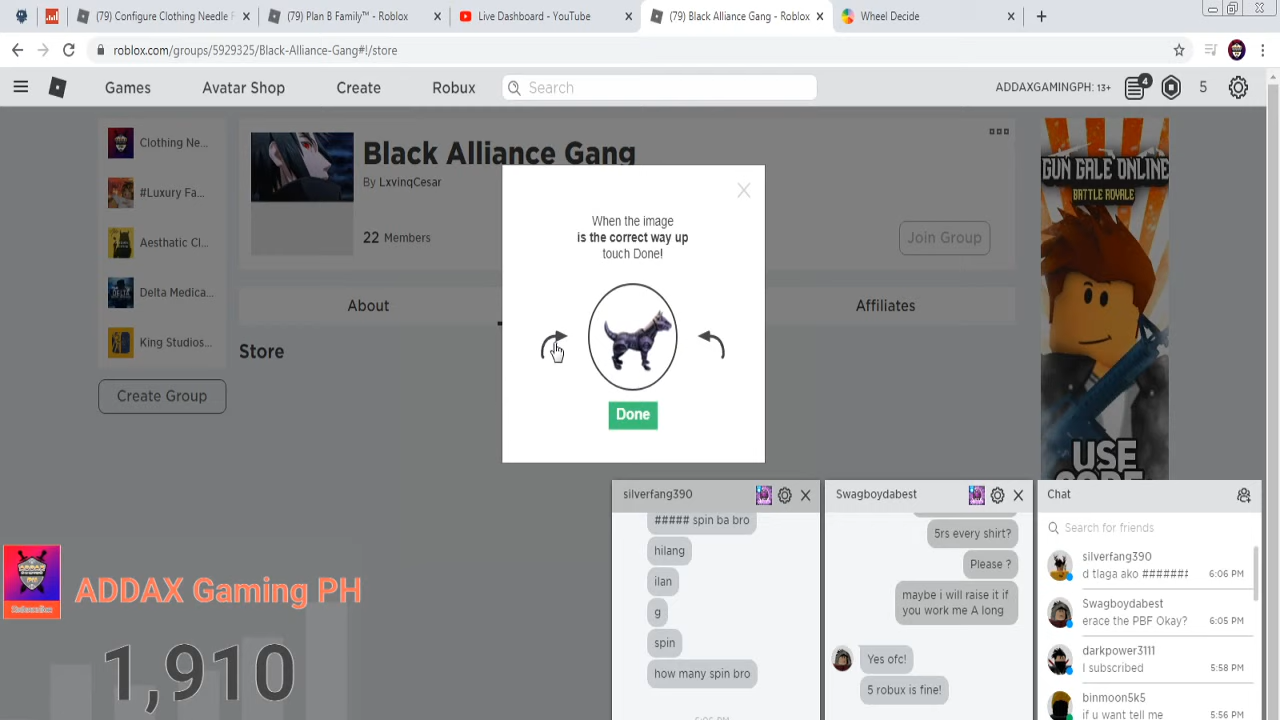 (79) Configure Clothing Needle F
(79) Plan B Family™ - Roblox
Live Dashboard - YouTube
(79) Black Alliance Gang - Roblox
Wheel Decide
roblox.com/groups/5929325/Black-Alliance-Gang#!/store
Games
Avatar Shop
Create
Robux
Search
ADDAXGAMINGPH: 13+
4
5
Clothing Ne...
#Luxury Fa...
Aesthatic Cl...
Delta Medica...
King Studios...
Create Group
Black Alliance Gang
By LxvinqCesar
22 Members
Join Group
About
Affiliates
Store
When the image
is the correct way up
touch Done!
Done
GUN GALE ONLINE
BATTLE ROYALE
USE
silverfang390
##### spin ba bro
hilang
ilan
g
spin
how many spin bro
Swagboydabest
5rs every shirt?
Please ?
maybe i will raise it if
you work me A long
Yes ofc!
5 robux is fine!
Chat
Search for friends
silverfang390
d tlaga ako #######
6:06 PM
Swagboydabest
erace the PBF Okay?
6:05 PM
darkpower3111
I subscribed
5:58 PM
binmoon5k5
if u want tell me
5:56 PM
ADDAX Gaming PH
1,910